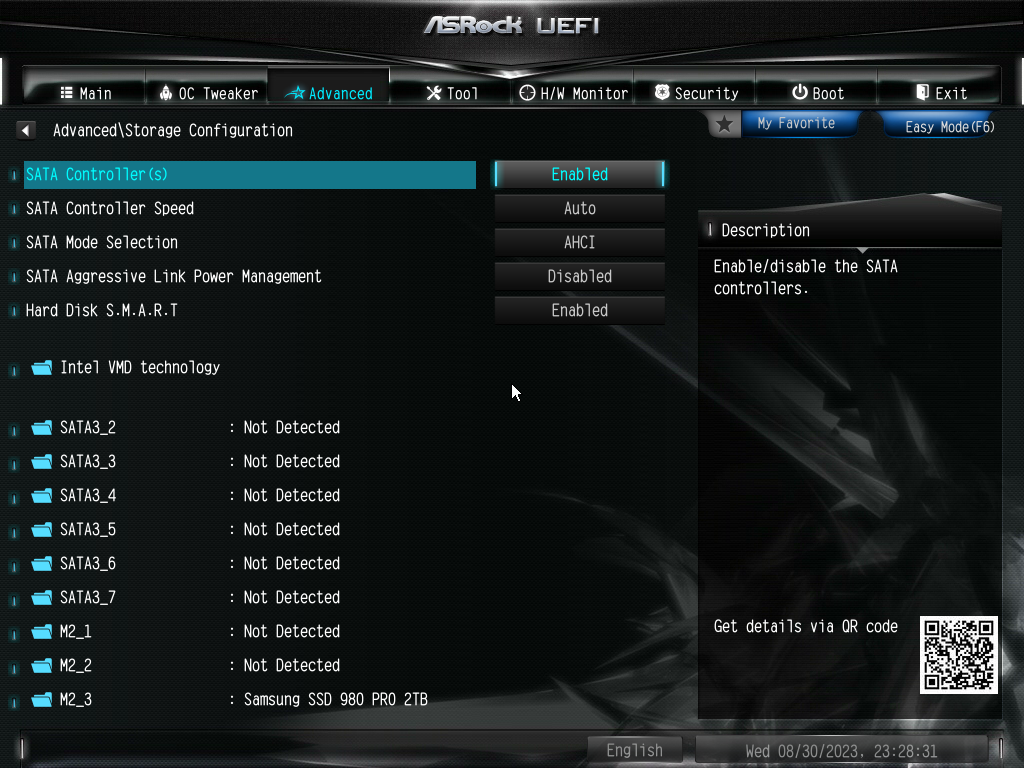 ASRock UEFI
Main
OC Tweaker
Advanced
Tool
H/W Monitor
Security
Boot
Exit
Advanced\Storage Configuration
My Favorite
Easy Mode(F6)
SATA Controller(s) Enabled
SATA Controller Speed Auto
SATA Mode Selection AHCI
SATA Aggressive Link Power Management Disabled
Hard Disk S.M.A.R.T Enabled
Intel VMD technology
SATA3_2 : Not Detected
SATA3_3 : Not Detected
SATA3_4 : Not Detected
SATA3_5 : Not Detected
SATA3_6 : Not Detected
SATA3_7 : Not Detected
M2_1 : Not Detected
M2_2 : Not Detected
M2_3 : Samsung SSD 980 PRO 2TB
Description
Enable/disable the SATA
controllers.
Get details via QR code
English
Wed 08/30/2023. 23:28:31